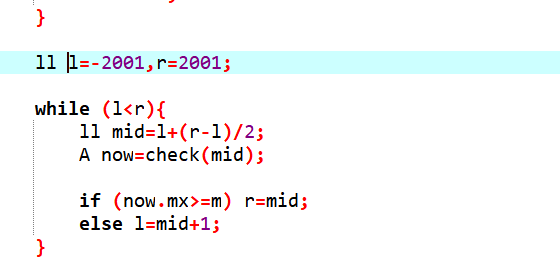 }
ll l=-2001,r=2001;
while (l<r){
ll mid=l+(r-l)/2;
A now=check(mid);
if (now.mx>=m) r=mid;
else l=mid+1;
}